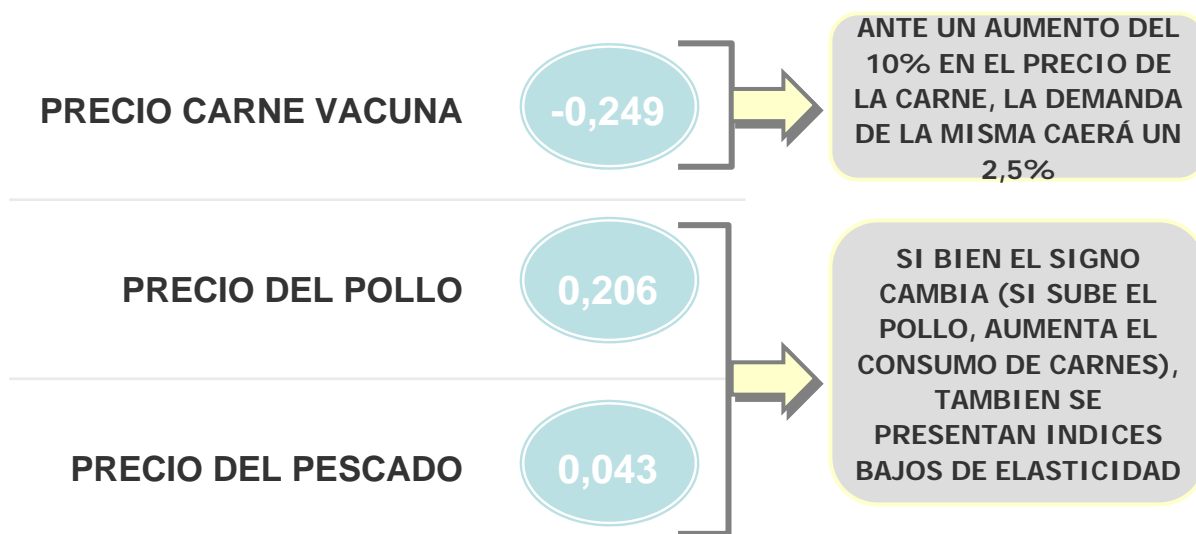 PRECIO CARNE VACUNA
-0,249
ANTE UN AUMENTO DEL
10% EN EL PRECIO DE
LA CARNE, LA DEMANDA
DE LA MISMA CAERÁ UN
2,5%
PRECIO DEL POLLO
0,206
PRECIO DEL PESCADO
0,043
SI BIEN EL SIGNO
CAMBIA (SI SUBE EL
POLLO, AUMENTA EL
CONSUMO DE CARNES),
TAMBIEN SE
PRESENTAN INDICES
BAJOS DE ELASTICIDAD